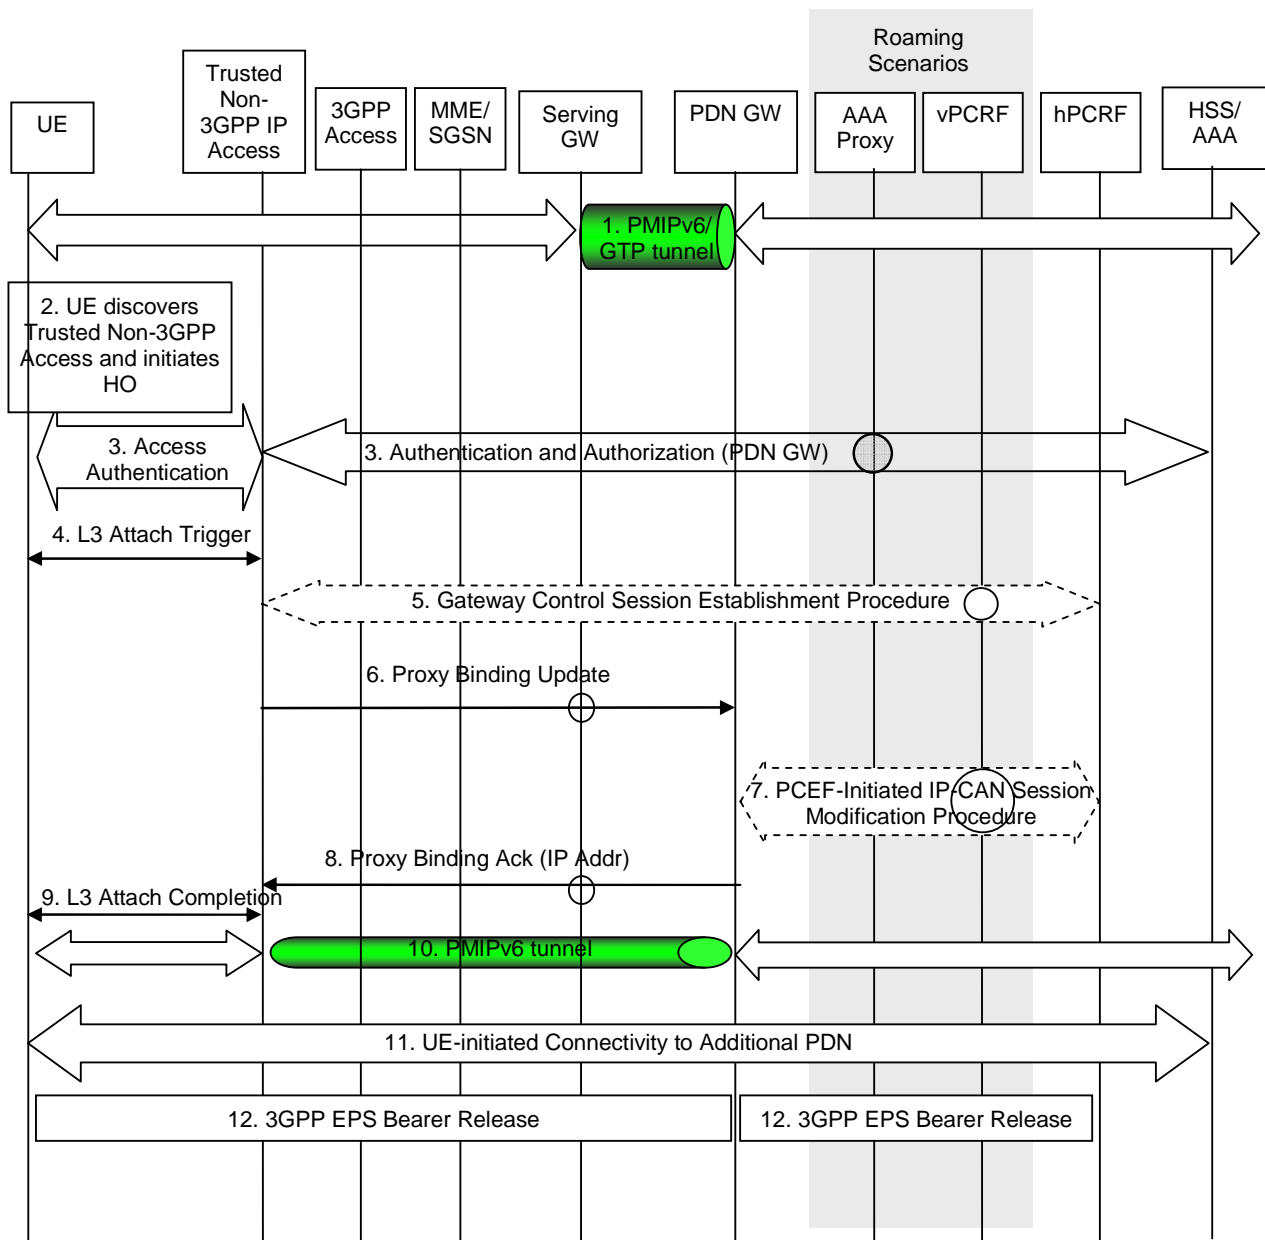 Roaming
Scenarios
UE
Trusted
Non-
3GPP IP
Access
3GPP
Access
MME/
SGSN
Serving
GW
PDN GW
AAA
Proxy
vPCRF
hPCRF
HSS/
AAA
1. PMIPv6/
GTP tunnel
2. UE discovers
Trusted Non-3GPP
Access and initiates
HO
3. Access
Authentication
3. Authentication and Authorization (PDN GW)
4. L3 Attach Trigger
5. Gateway Control Session Establishment Procedure
6. Proxy Binding Update
7. PCEF-Initiated IP-CAN Session
Modification Procedure
8. Proxy Binding Ack (IP Addr)
9. L3 Attach Completion
10. PMIPv6 tunnel
11. UE-initiated Connectivity to Additional PDN
12. 3GPP EPS Bearer Release
12. 3GPP EPS Bearer Release